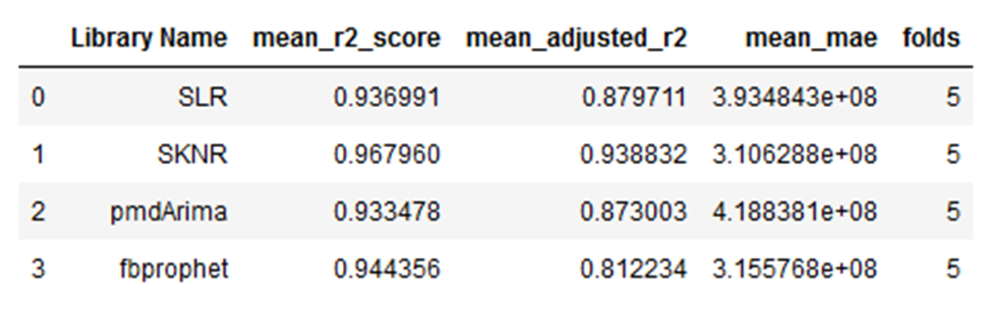 Library Name mean_r2_score mean_adjusted_r2 mean_mae folds
0 SLR 0.936991 0.879711 3.934843e+08 5
1 SKNR 0.967960 0.938832 3.106288e+08 5
2 pmdArima 0.933478 0.873003 4.188381e+08 5
3 fbprophet 0.944356 0.812234 3.155768e+08 5